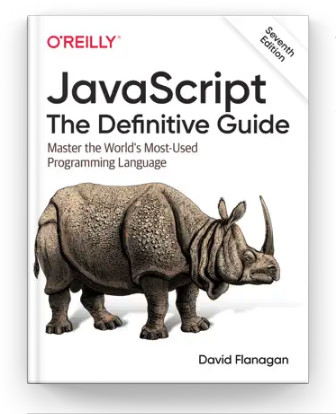 O'REILLY®
Seventh
Edition
JavaScript
The Definitive Guide
Master the World's Most-Used
Programming Language
David Flanagan